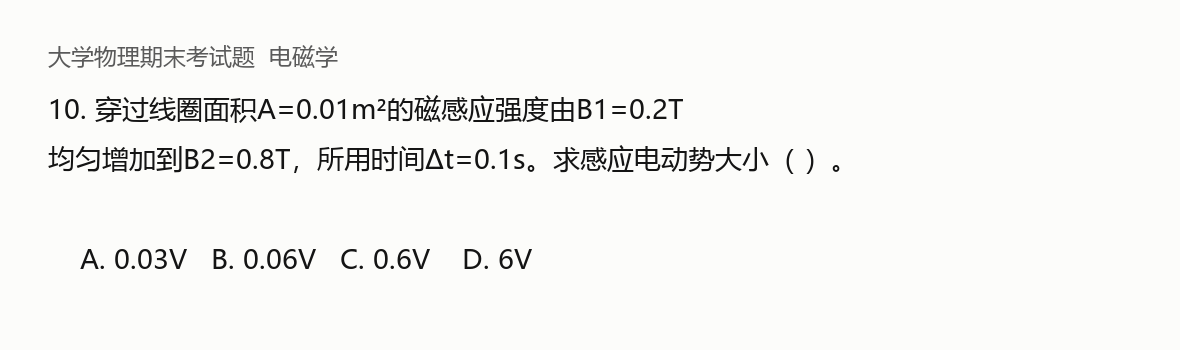 大学物理期末考试题 电磁学
10. 穿过线圈面积A=0.01m²的磁感应强度由B1=0.2T
均匀增加到B2=0.8T，所用时间Δt=0.1s。求感应电动势大小（ ）。
A. 0.03V B. 0.06V C. 0.6V D. 6V